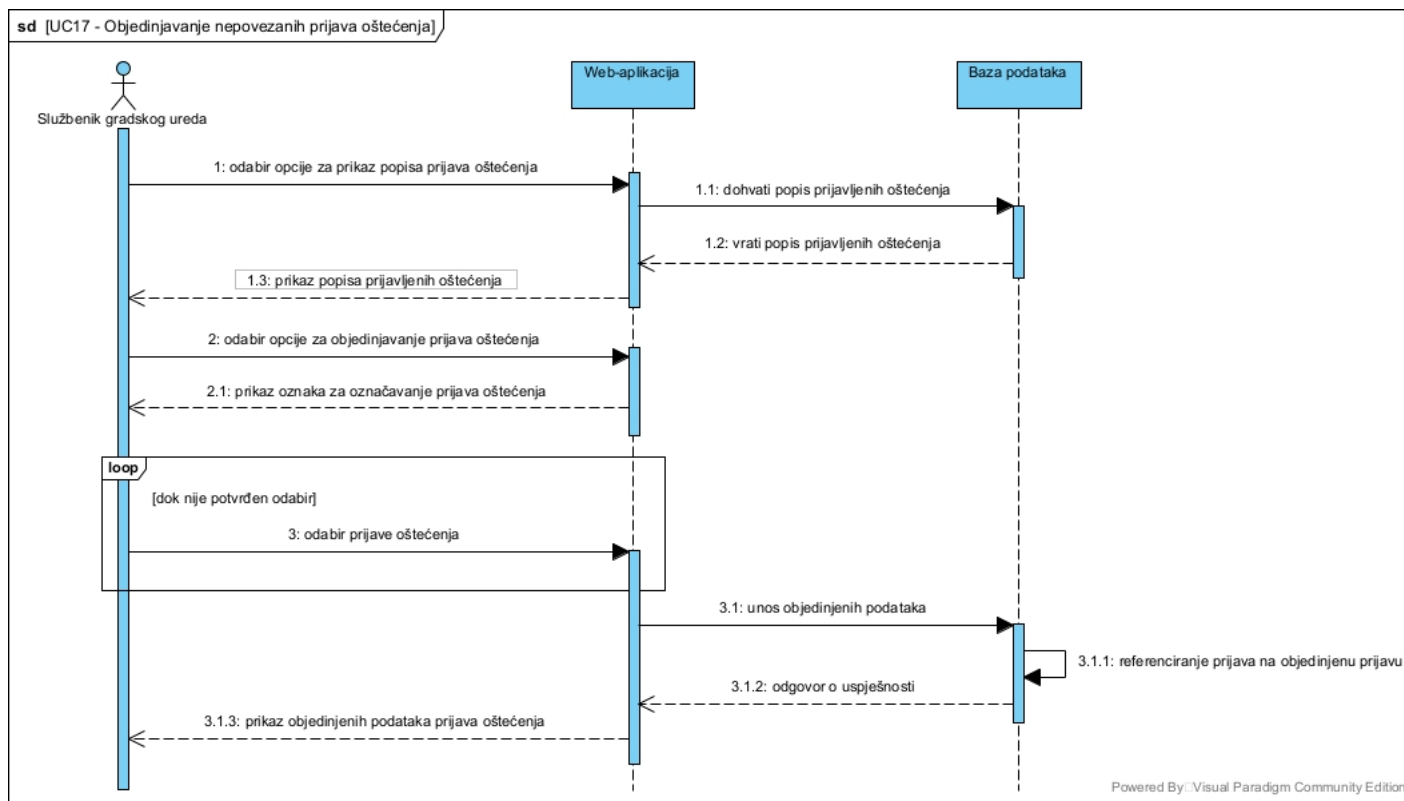 sd [UC17 - Objedinjavanje nepovezanih prijava oštećenja]
Službenik gradskog ureda
Web-aplikacija
Baza podataka
1: odabir opcije za prikaz popisa prijava oštećenja
1.1: dohvati popis prijavljenih oštećenja
1.2: vrati popis prijavljenih oštećenja
1.3: prikaz popisa prijavljenih oštećenja
2: odabir opcije za objedinjavanje prijava oštećenja
2.1: prikaz oznaka za označavanje prijava oštećenja
loop
[dok nije potvrđen odabir]
3: odabir prijave oštećenja
3.1: unos objedinjenih podataka
3.1.1: referenciranje prijava na objedinjenu prijavu
3.1.2: odgovor o uspješnosti
3.1.3: prikaz objedinjenih podataka prijava oštećenja
Powered By Visual Paradigm Community Edition